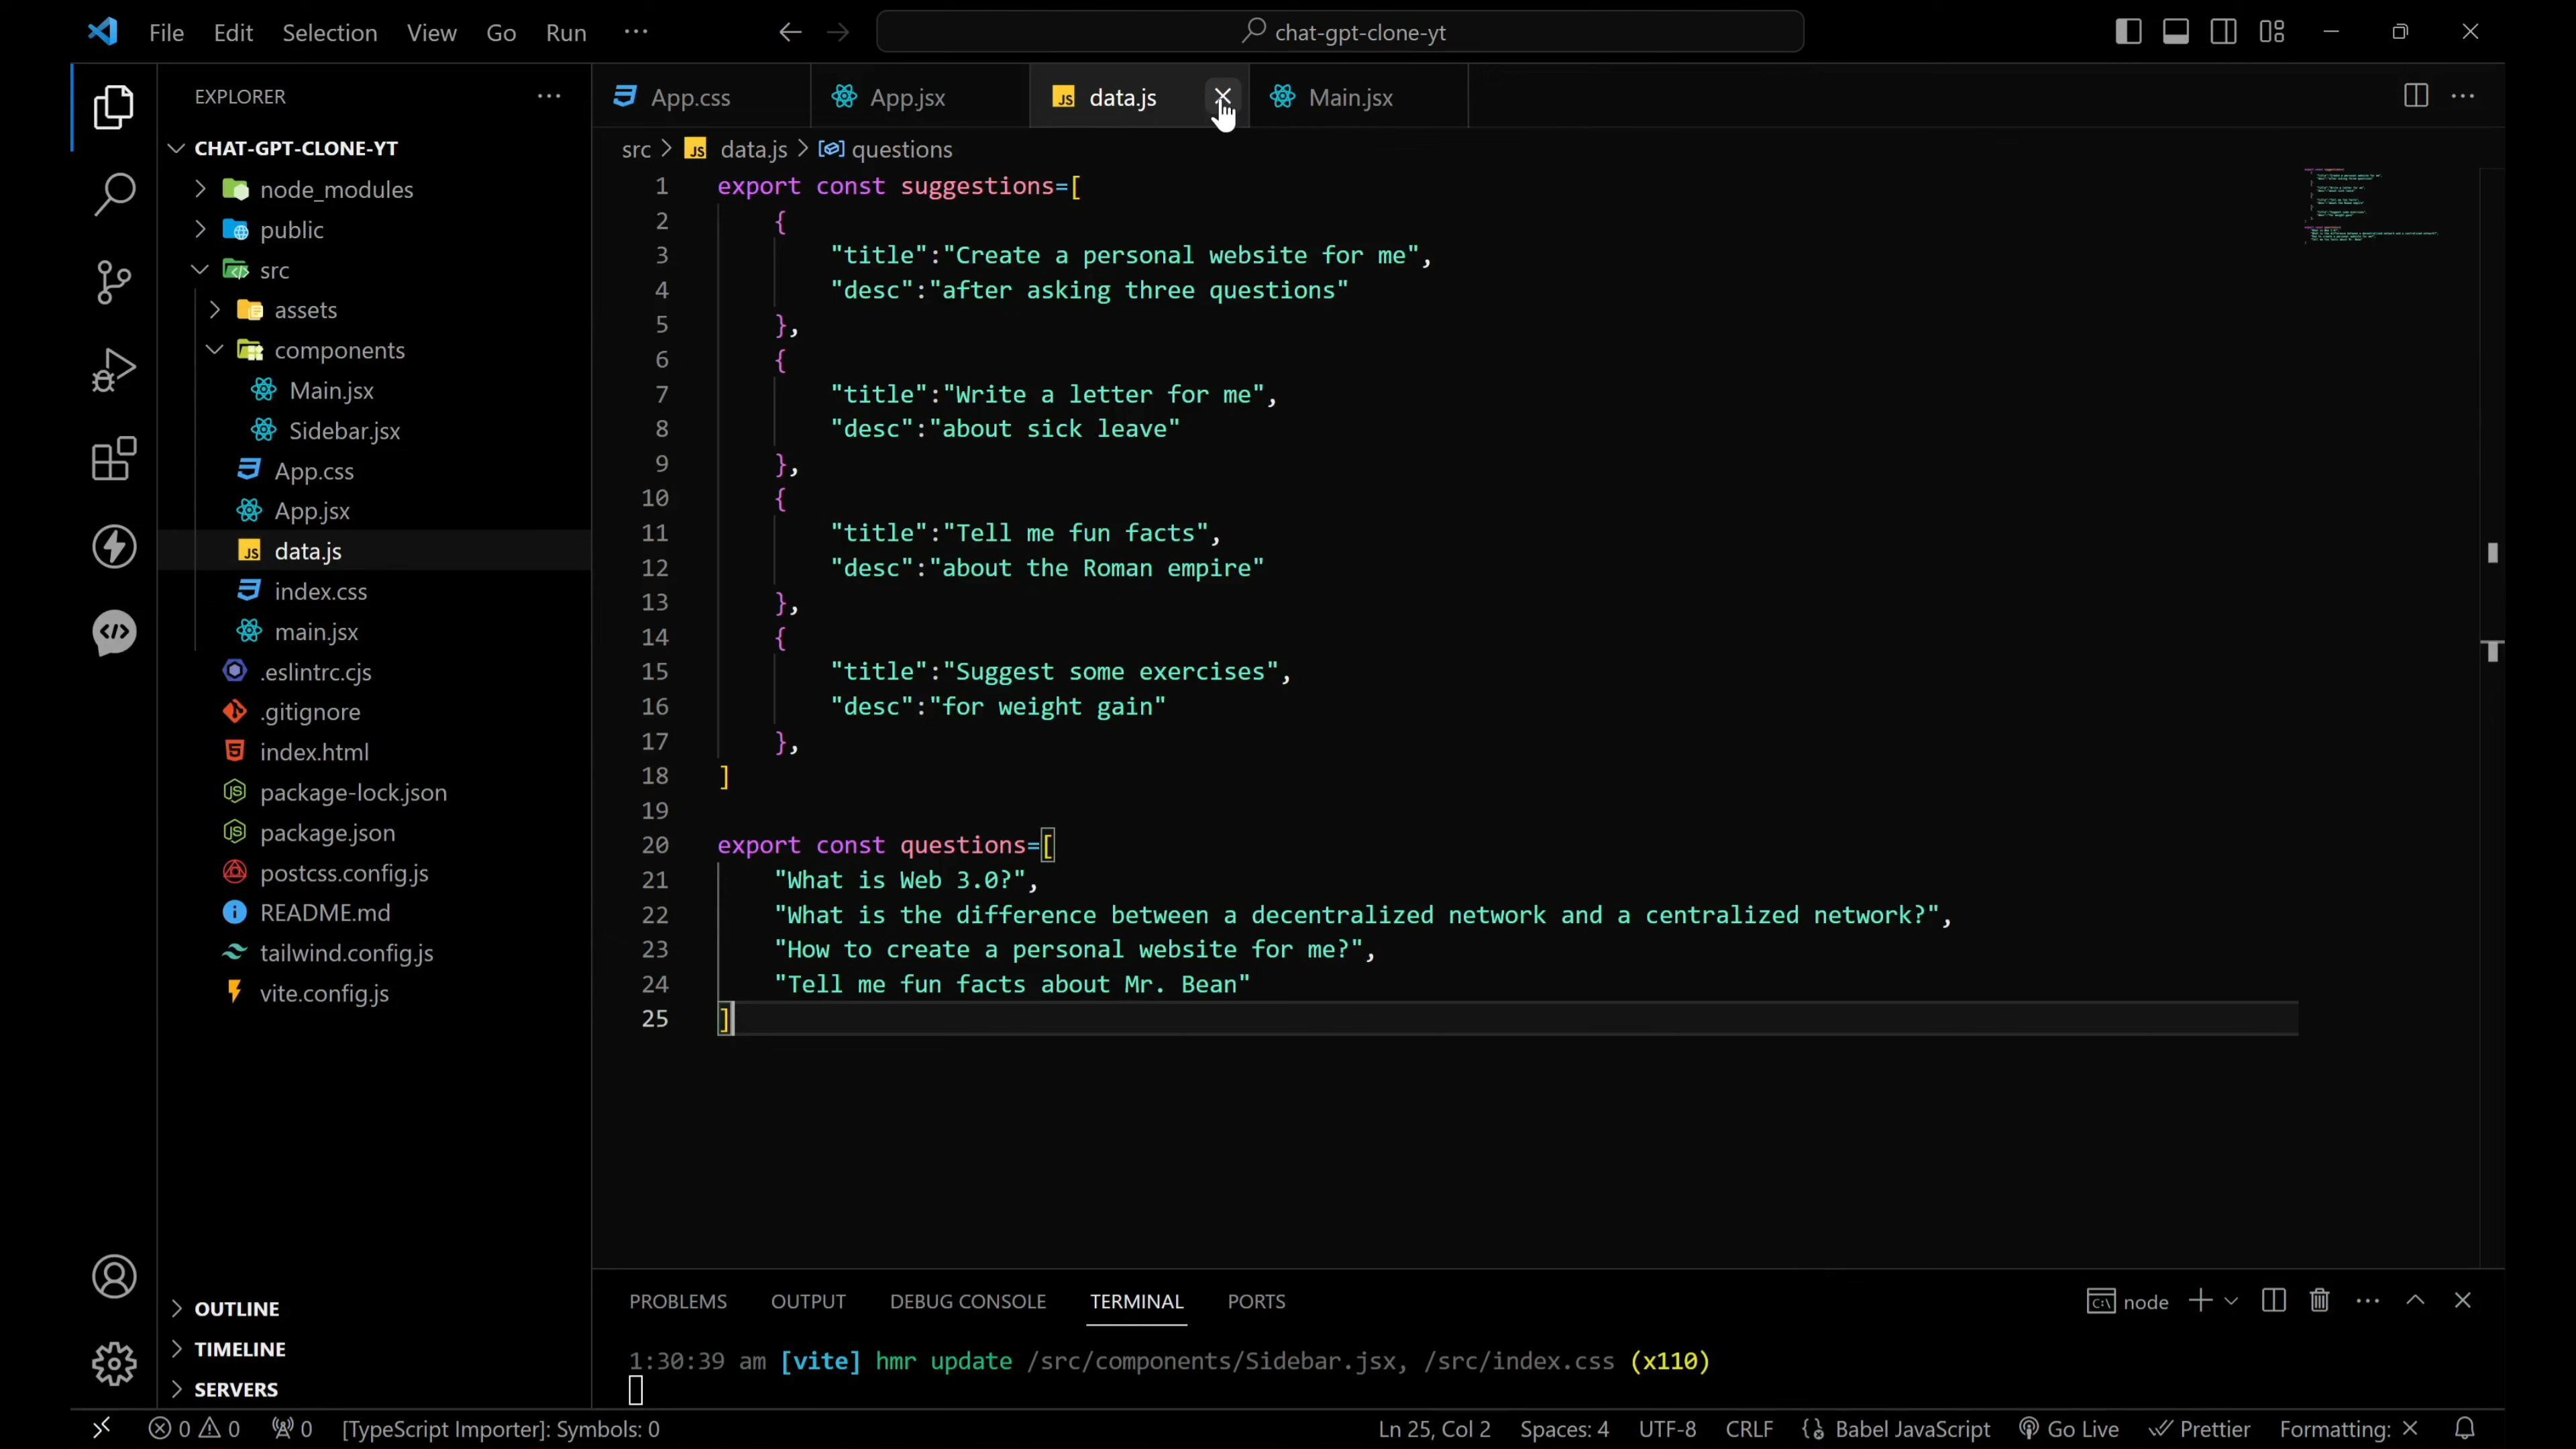 File Edit Selection View Go Run ···
chat-gpt-clone-yt
EXPLORER
CHAT-GPT-CLONE-YT
node_modules
public
src
assets
components
Main.jsx
Sidebar.jsx
App.css
App.jsx
data.js
index.css
main.jsx
.eslintrc.cjs
.gitignore
index.html
package-lock.json
package.json
postcss.config.js
README.md
tailwind.config.js
vite.config.js
OUTLINE
TIMELINE
SERVERS
App.css App.jsx JS data.js Main.jsx
src > JS data.js > questions
1 export const suggestions=[
2 {
3 "title":"Create a personal website for me",
4 "desc":"after asking three questions"
5 },
6 {
7 "title":"Write a letter for me",
8 "desc":"about sick leave"
9 },
10 {
11 "title":"Tell me fun facts",
12 "desc":"about the Roman empire"
13 },
14 {
15 "title":"Suggest some exercises",
16 "desc":"for weight gain"
17 },
18 ]
19
20 export const questions=[
21 "What is Web 3.0?",
22 "What is the difference between a decentralized network and a centralized network?",
23 "How to create a personal website for me?",
24 "Tell me fun facts about Mr. Bean"
25 ]
PROBLEMS OUTPUT DEBUG CONSOLE TERMINAL PORTS
node
1:30:39 am [vite] hmr update /src/components/Sidebar.jsx, /src/index.css (x110)
0 0 0 [TypeScript Importer]: Symbols: 0
Ln 25, Col 2 Spaces: 4 UTF-8 CRLF Babel JavaScript Go Live Prettier Formatting: ×